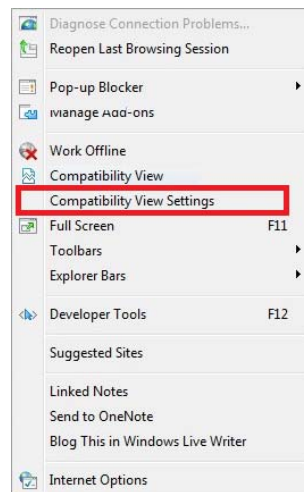 Diagnose Connection Problems...
Reopen Last Browsing Session
Pop-up Blocker
Manage Add-ons
Work Offline
Compatibility View
Compatibility View Settings
Full Screen F11
Toolbars
Explorer Bars
Developer Tools F12
Suggested Sites
Linked Notes
Send to OneNote
Blog This in Windows Live Writer
Internet Options